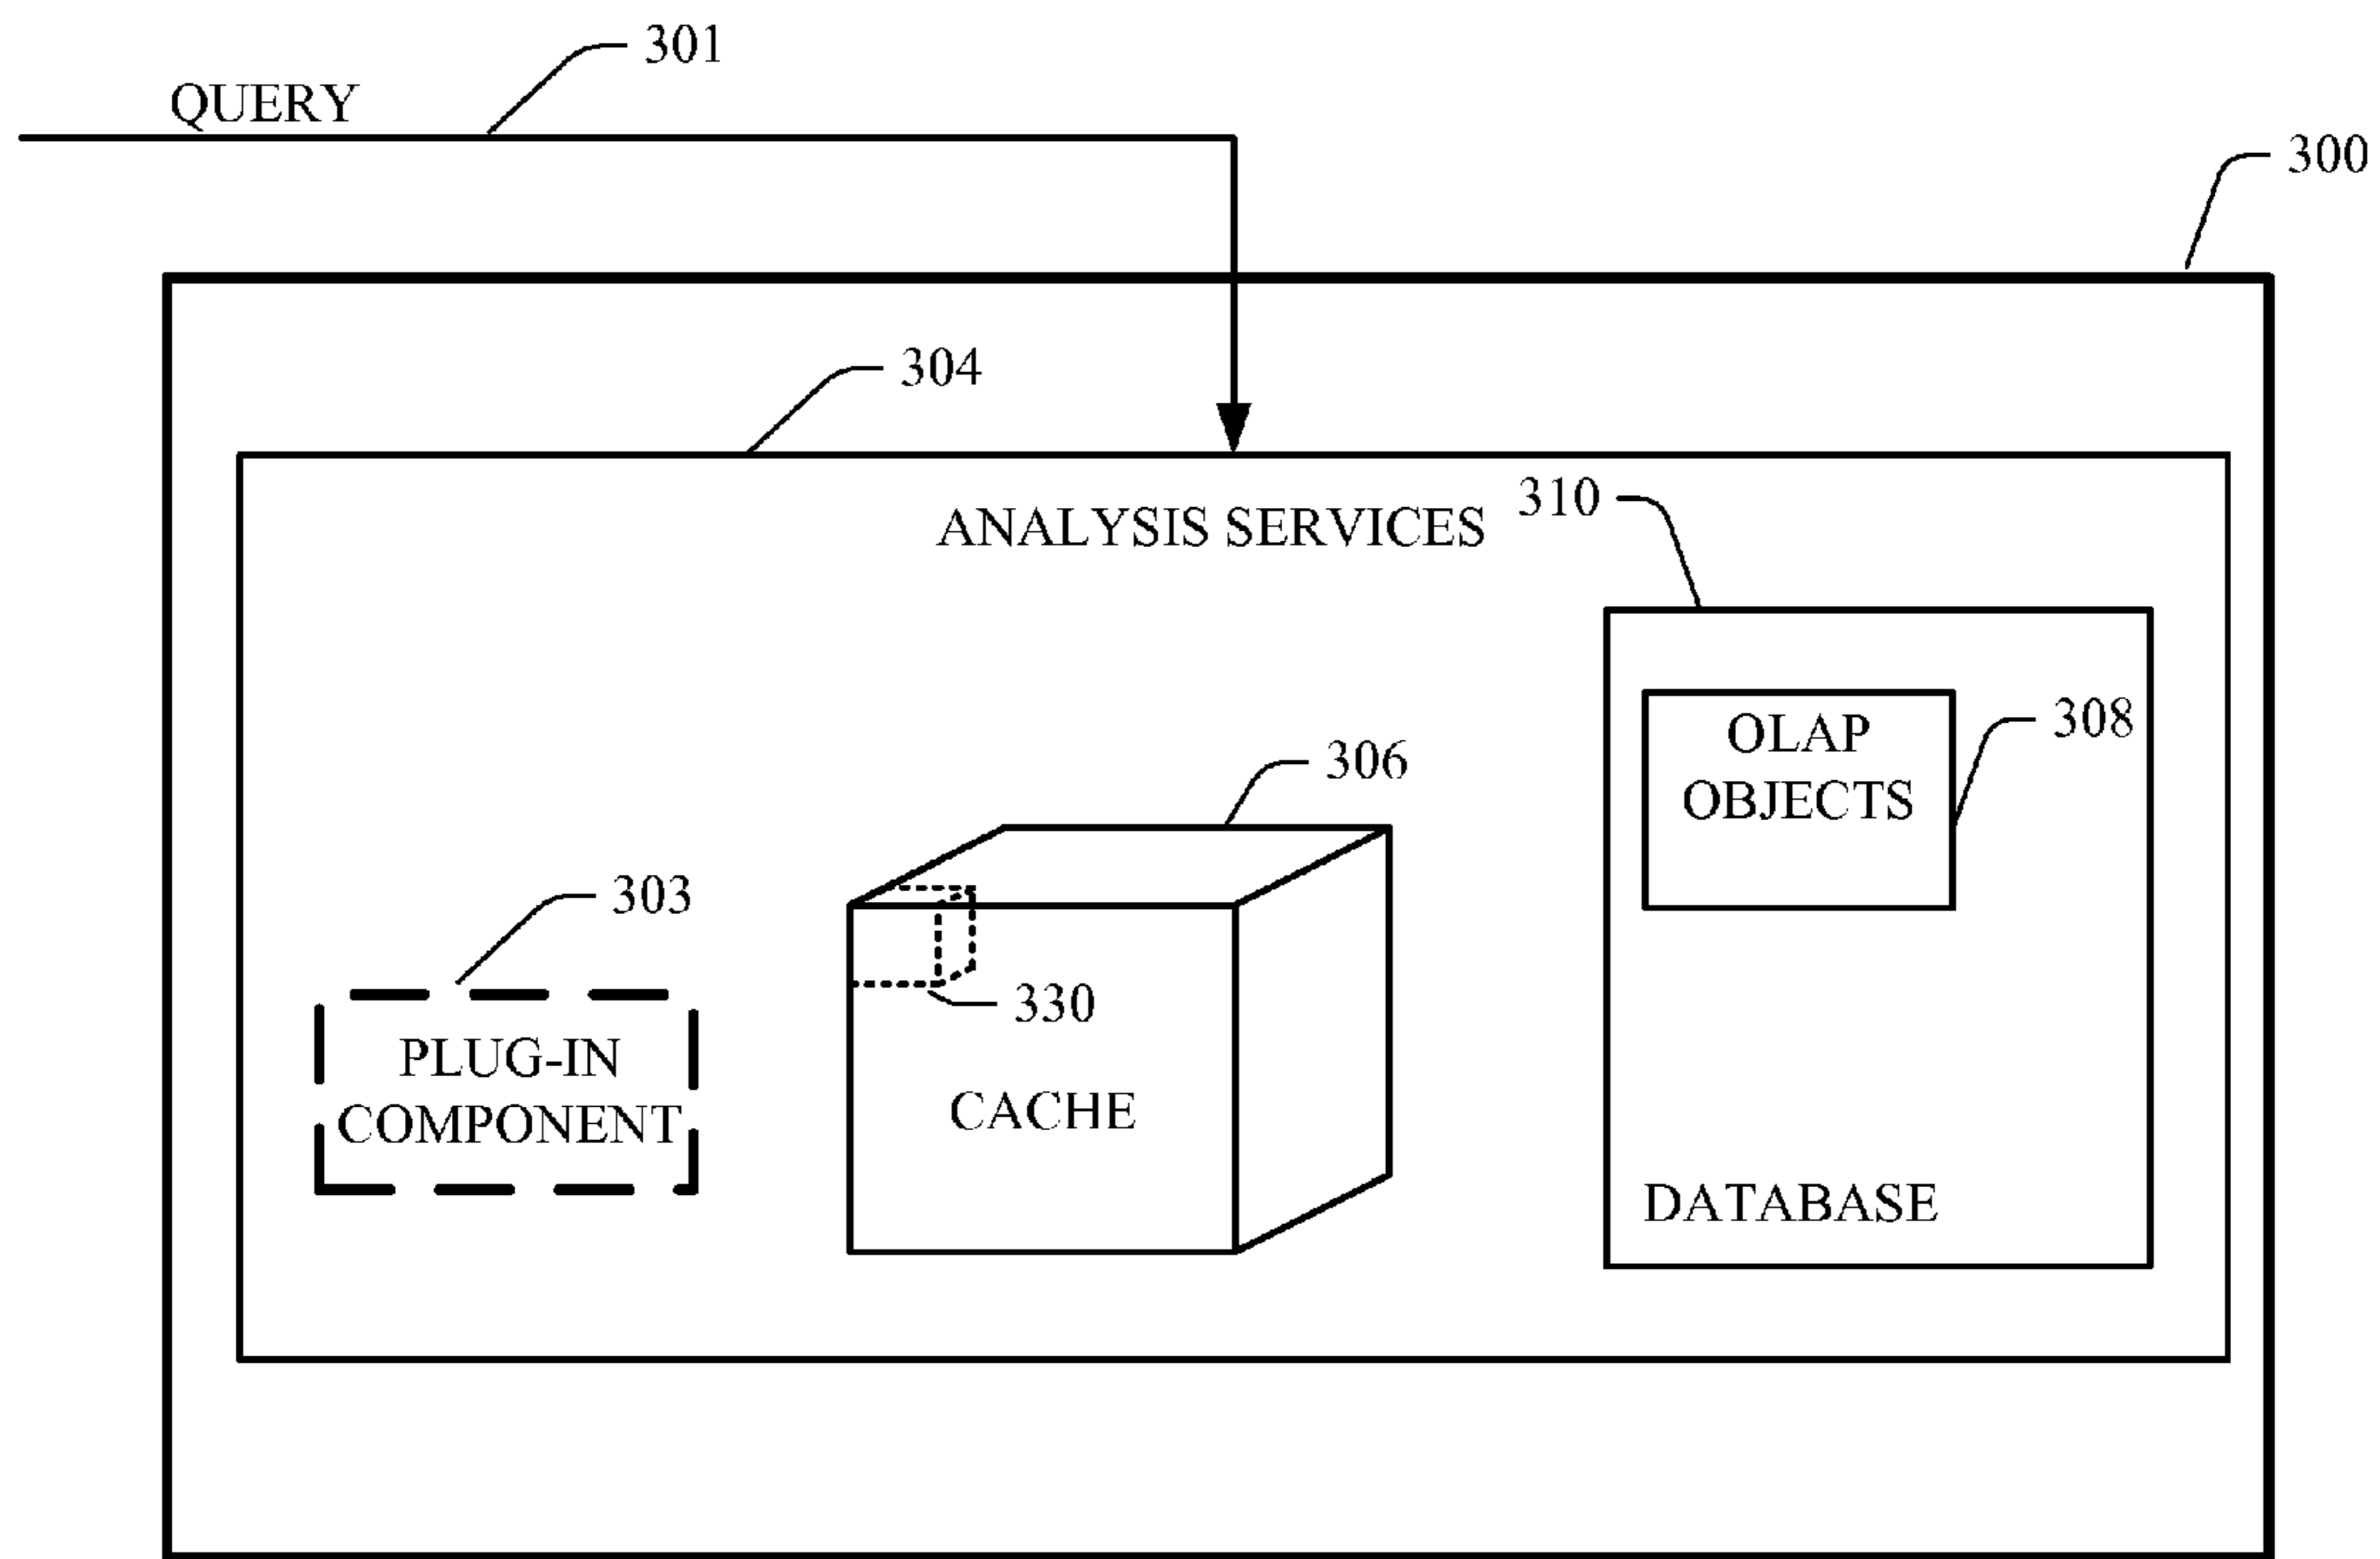 301
QUERY
300
304
310
ANALYSIS SERVICES
OLAP
OBJECTS
308
306
303
330
PLUG-IN
COMPONENT
CACHE
DATABASE